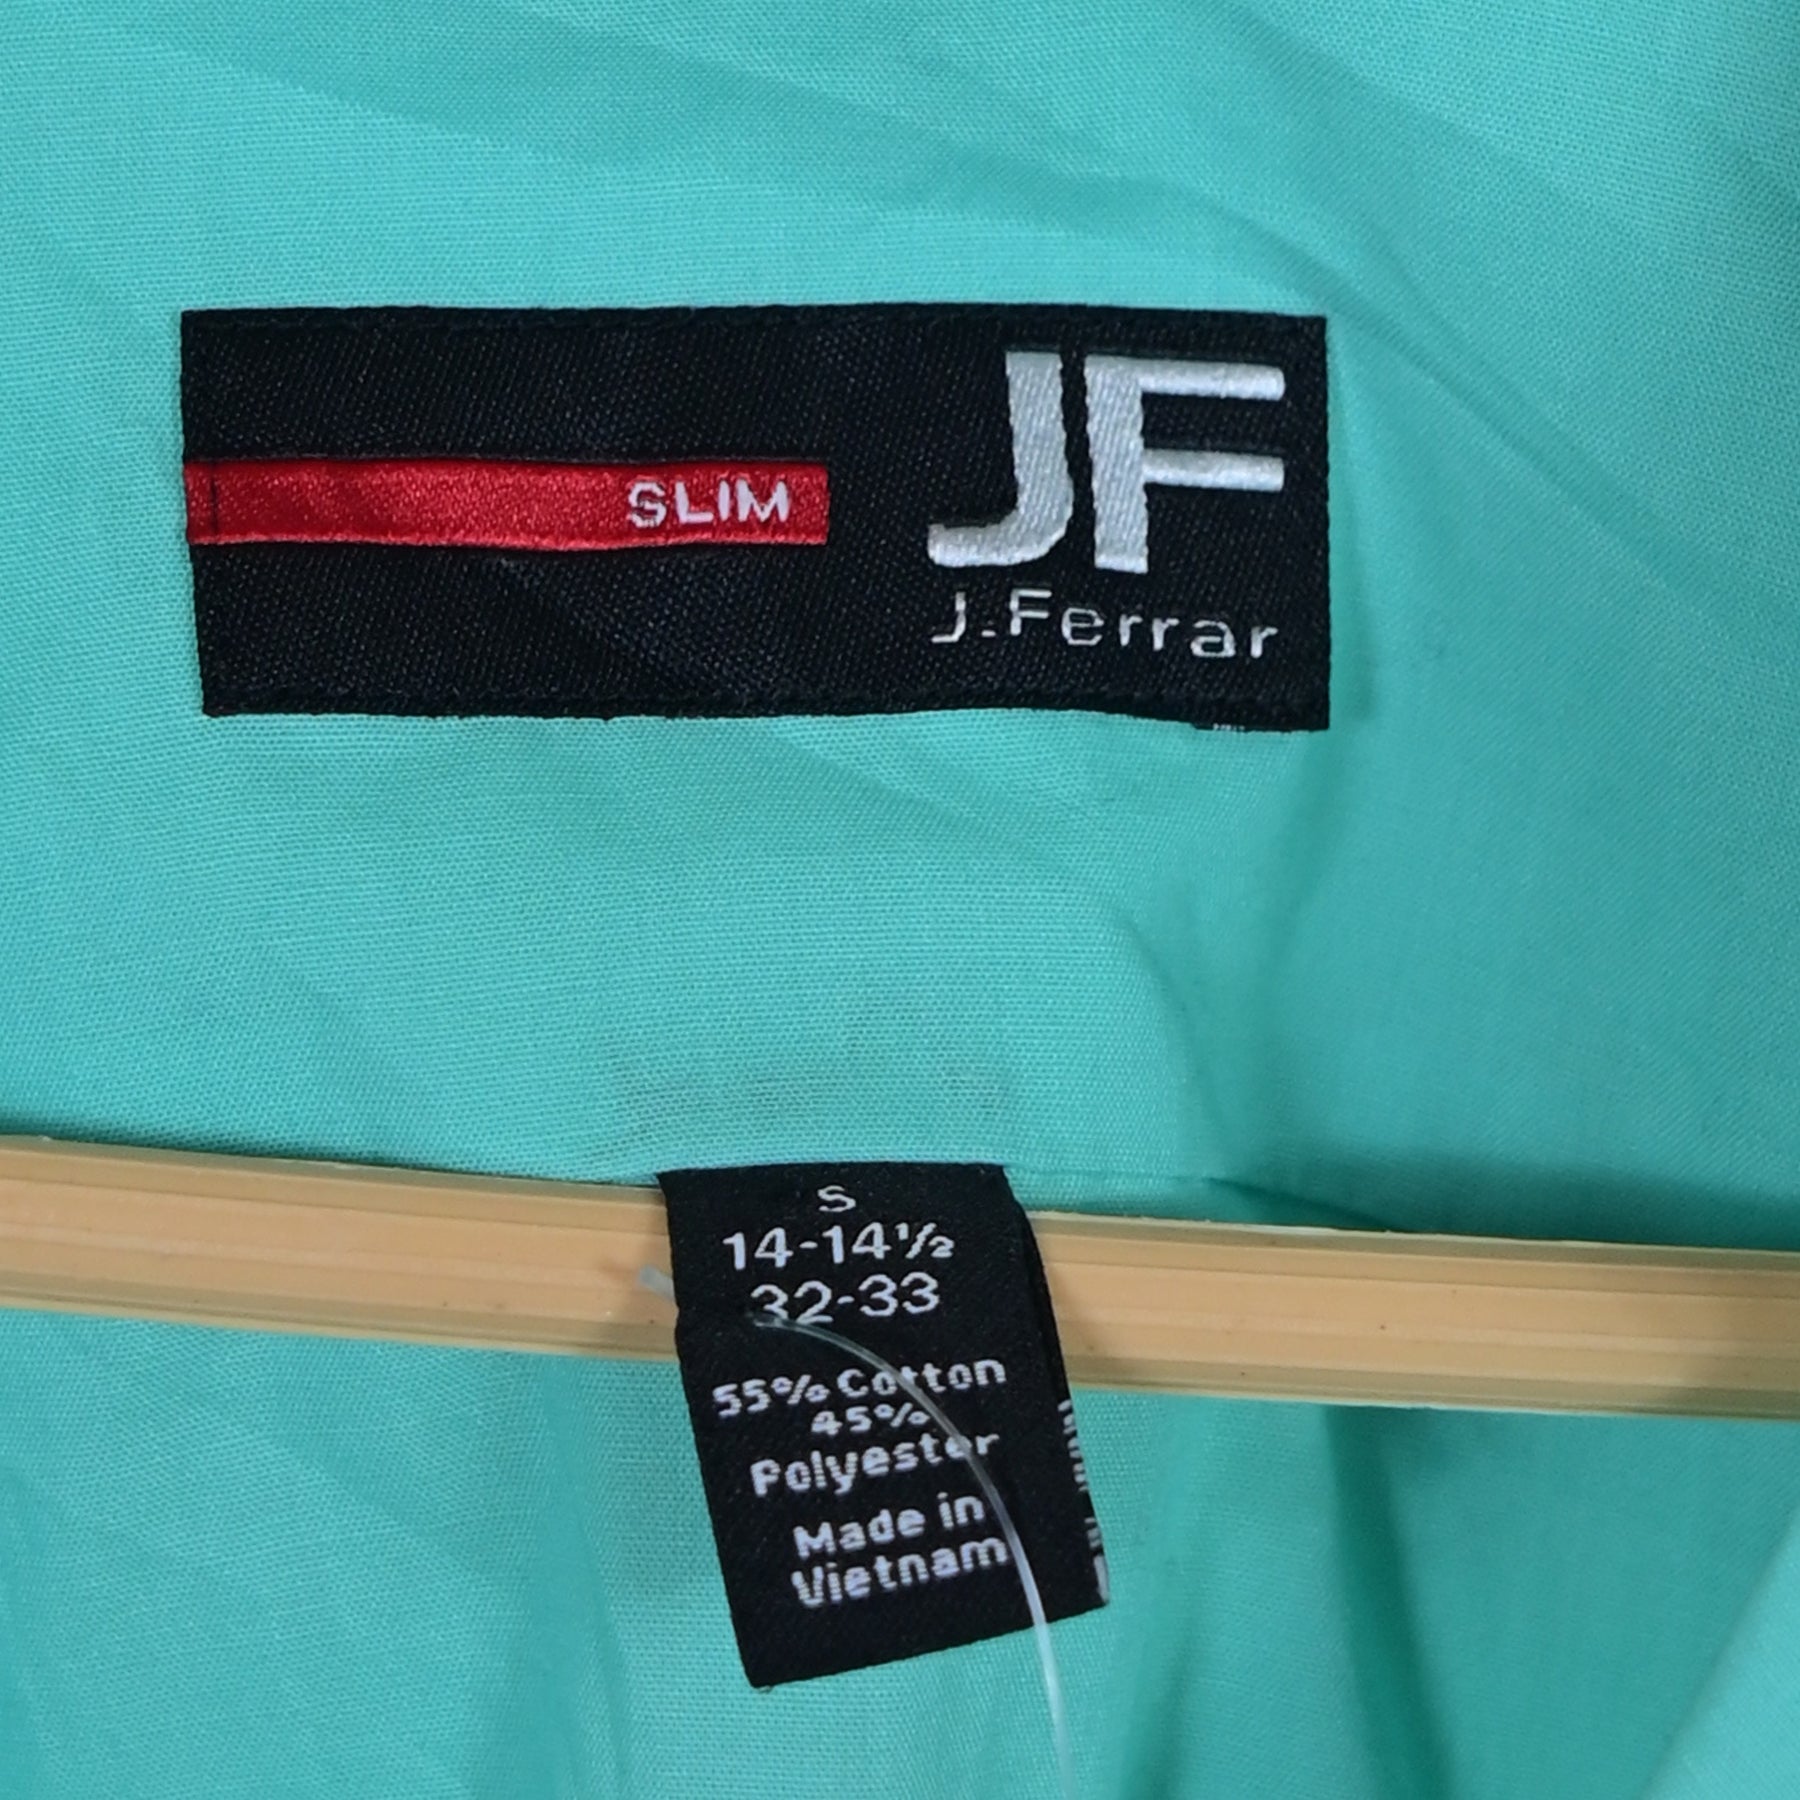 SLIM
JF
J.Ferrar
S
14-14½
32-33
55% Cotton
45%
Polyester
Made in
Vietnam